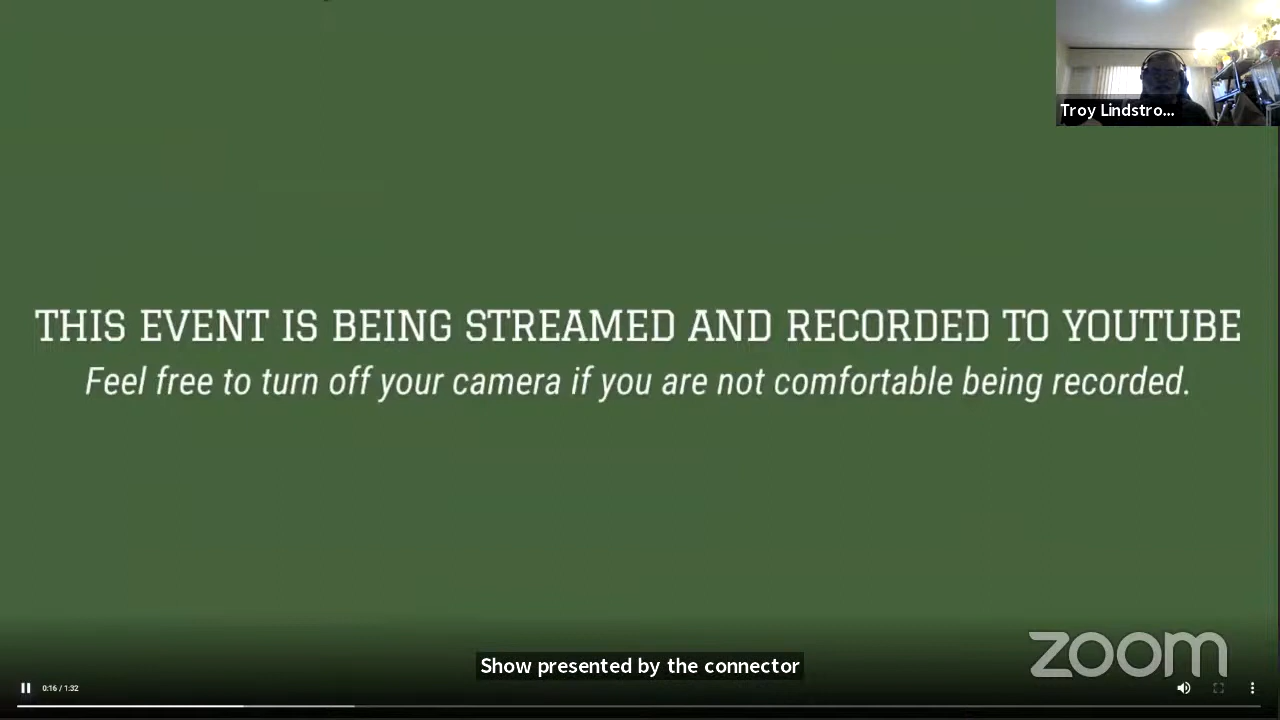 Troy Lindstro...
THIS EVENT IS BEING STREAMED AND RECORDED TO YOUTUBE
Feel free to turn off your camera if you are not comfortable being recorded.
zoom
Show presented by the connector
0:16 / 1:32